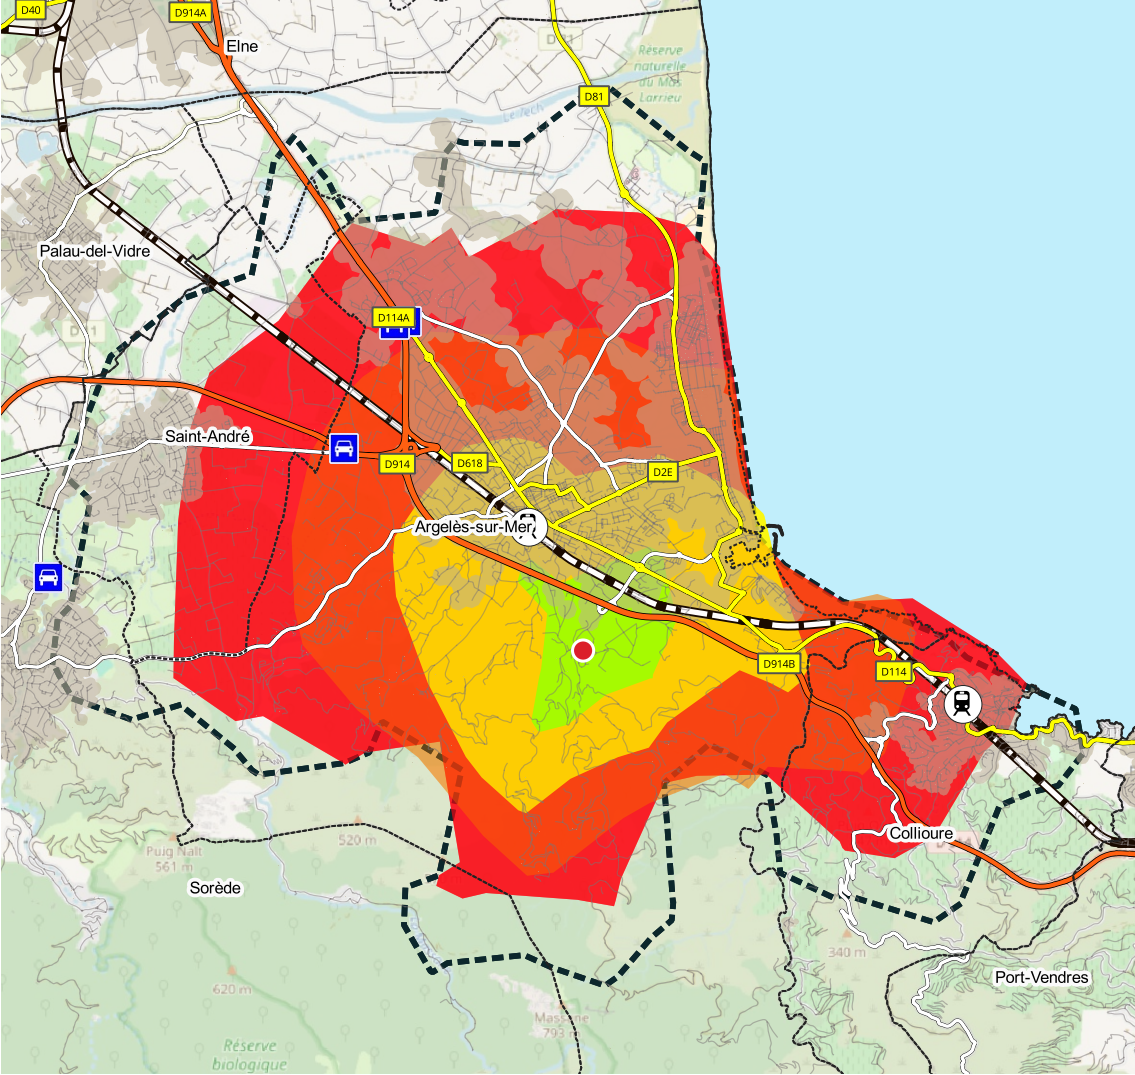 D40
D914A
Elne
D 81
Réserve
naturelle
du Mas
Larrieu
D81
Le Tech
Palau-del-Vidre
D114A
Saint-André
D914
D618
D2E
Argelès-sur-Mer
D914B
D114
Collioure
Puig Naltt
561 m
520 m
Sorède
340 m
620 m
Port-Vendres
Massane
793 m
Réserve
biologique